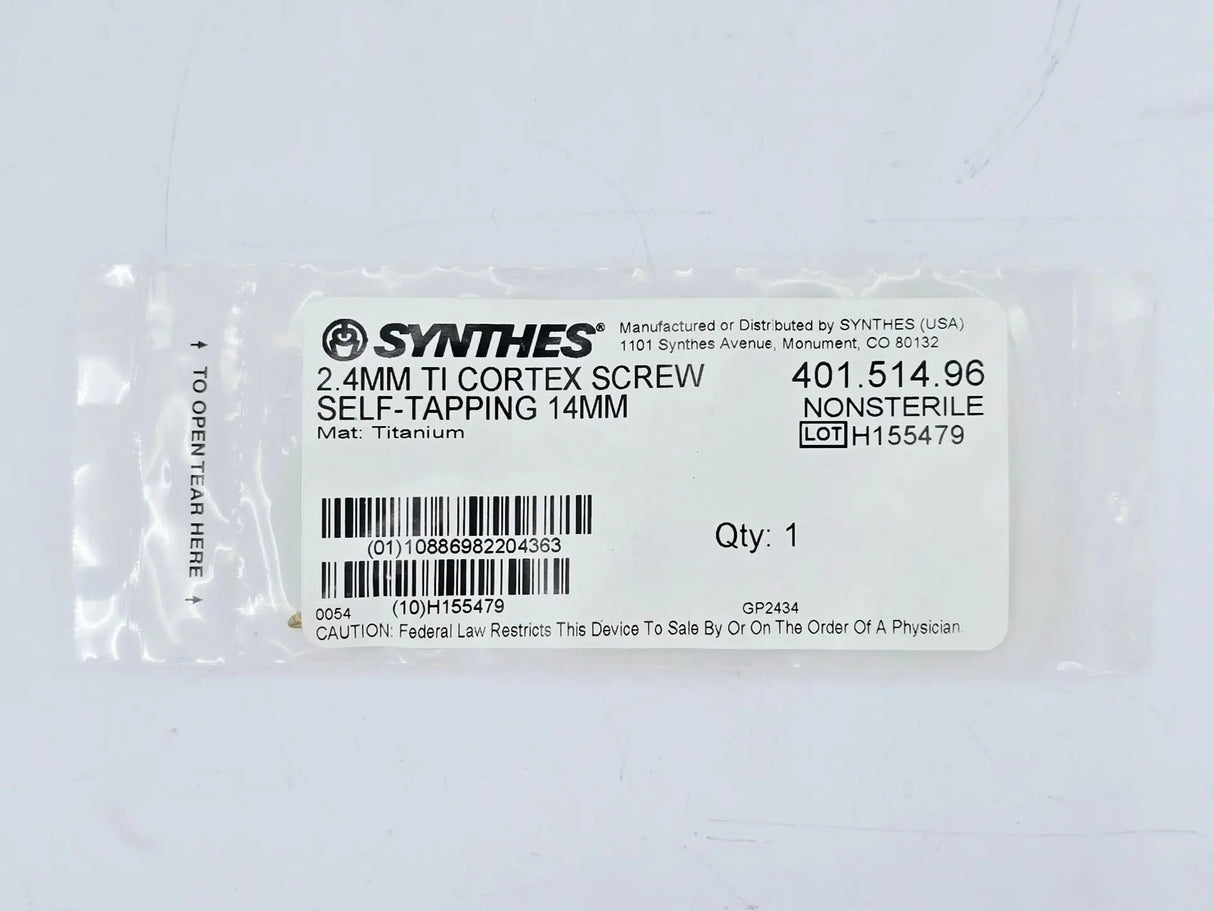 SYNTHES®
Manufactured or Distributed by SYNTHES (USA)
1101 Synthes Avenue, Monument, CO 80132
2.4MM TI CORTEX SCREW
SELF-TAPPING 14MM
Mat: Titanium
401.514.96
NONSTERILE
LOT H155479
(01)10886982204363
Qty: 1
(10)H155479
0054
GP2434
CAUTION: Federal Law Restricts This Device To Sale By Or On The Order Of A Physician.
TO OPEN TEAR HERE